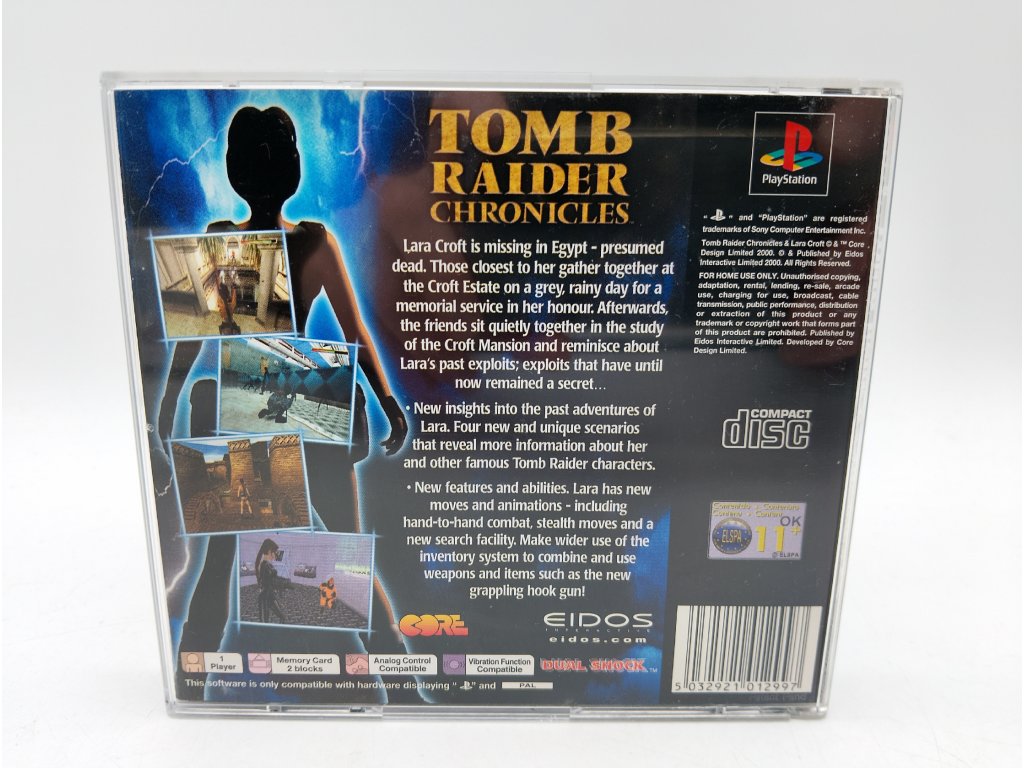 TOMB
RAIDER
CHRONICLES
Lara Croft is missing in Egypt - presumed
dead. Those closest to her gather together at
the Croft Estate on a grey, rainy day for a
memorial service in her honour. Afterwards,
the friends sit quietly together in the study
of the Croft Mansion and reminisce about
Lara's past exploits; exploits that have until
now remained a secret...
• New insights into the past adventures of
Lara. Four new and unique scenarios
that reveal more information about her
and other famous Tomb Raider characters.
• New features and abilities. Lara has new
moves and animations - including
hand-to-hand combat, stealth moves and a
new search facility. Make wider use of the
inventory system to combine and use
weapons and items such as the new
grappling hook gun!
CORE
EIDOS
INTERACTIVE
eidos.com
1
Player
Memory Card
2 blocks
Analog Control
Compatible
Vibration Function
Compatible
DUAL SHOCK™
This software is only compatible with hardware displaying " " and PAL
PlayStation
" " and "PlayStation" are registered
trademarks of Sony Computer Entertainment Inc.
Tomb Raider Chronicles & Lara Croft © & ™ Core
Design Limited 2000. © & Published by Eidos
Interactive Limited 2000. All Rights Reserved.
FOR HOME USE ONLY. Unauthorised copying,
adaptation, rental, lending, re-sale, arcade
use, charging for use, broadcast, cable
transmission, public performance, distribution
or extraction of this product or any
trademark or copyright work that forms part
of this product are prohibited. Published by
Eidos Interactive Limited. Developed by Core
Design Limited.
COMPACT
disc
Contenido - Contenuto
Contenu - Content
ELSPA
11+
OK
© ELSPA
5 032921 012997